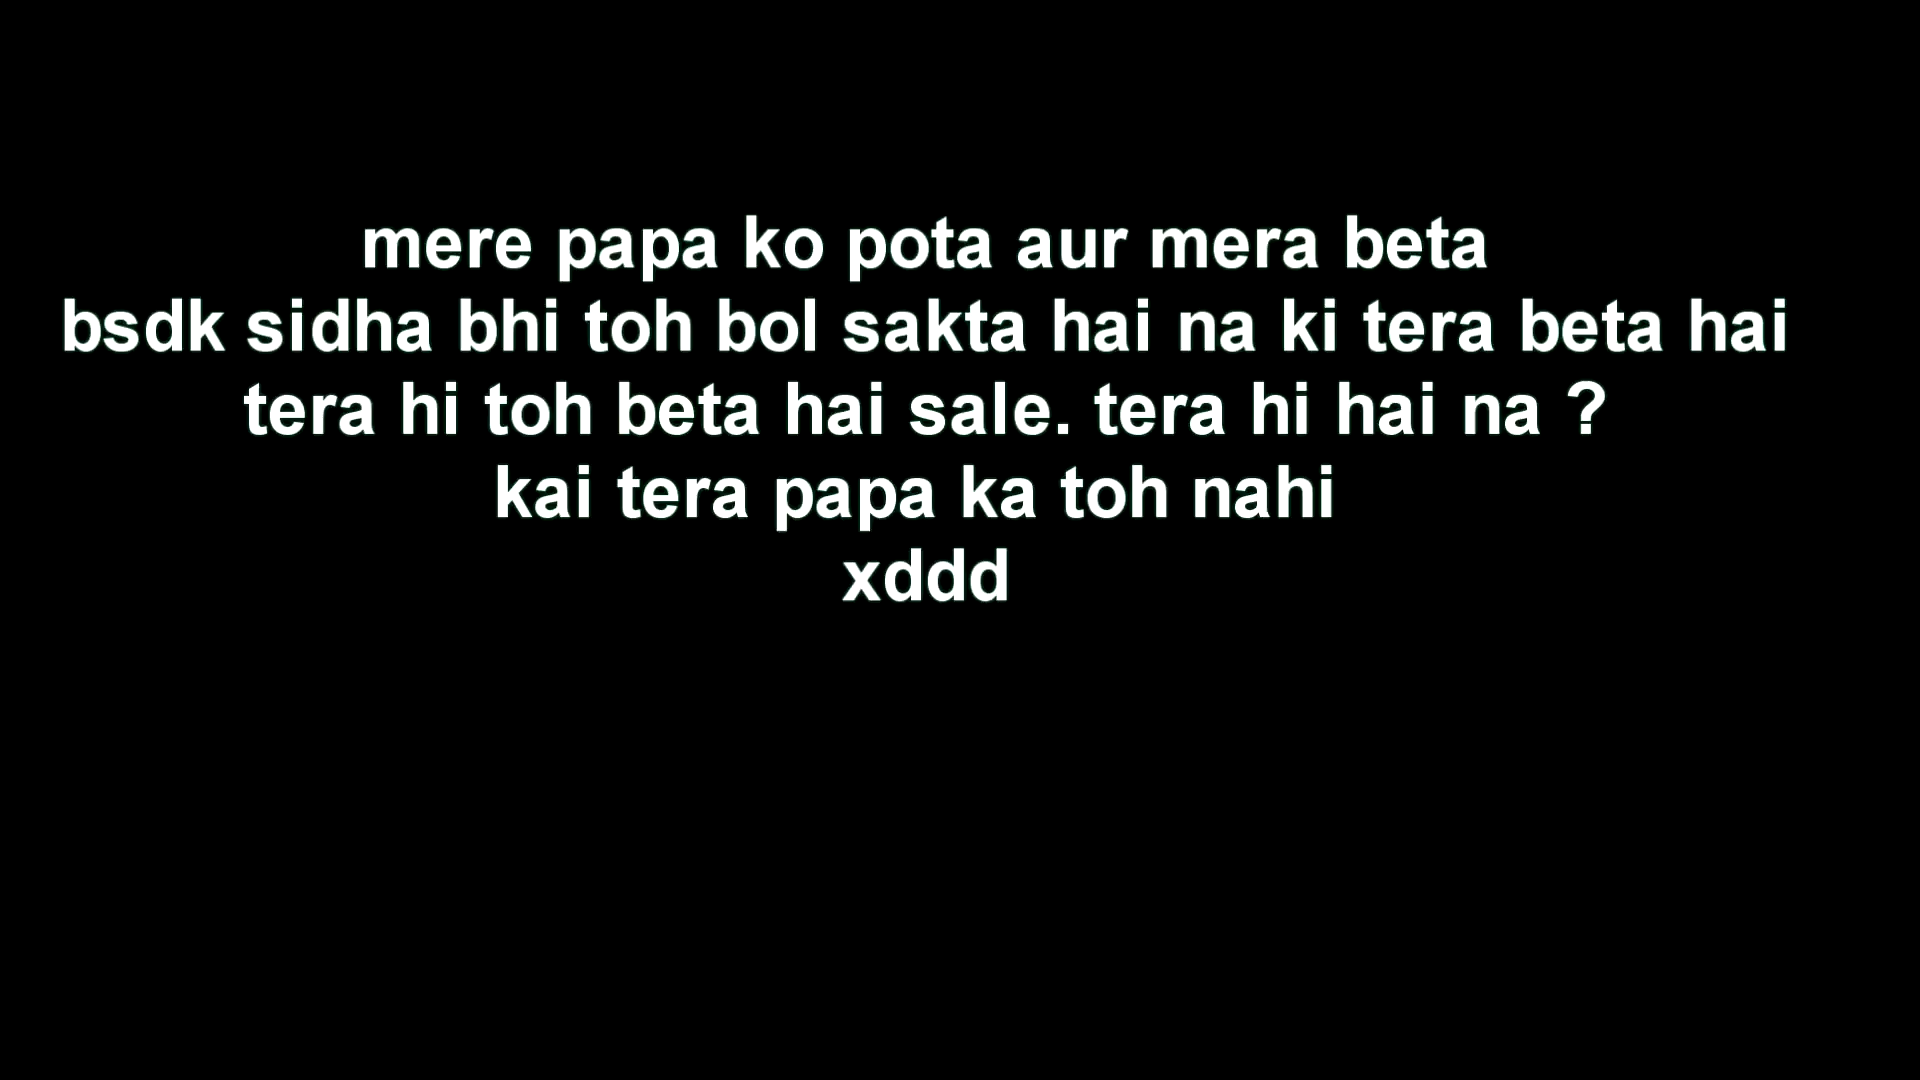 mere papa ko pota aur mera beta
bsdk sidha bhi toh bol sakta hai na ki tera beta hai
tera hi toh beta hai sale. tera hi hai na ?
kai tera papa ka toh nahi
xddd